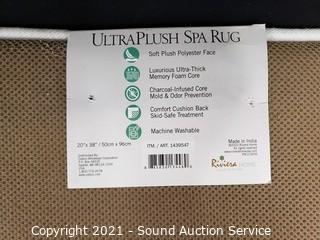 ULTRAPLUSH SPA RUG
Soft Plush Polyester Face
Luxurious Ultra-Thick
Memory Foam Core
Charcoal-Infused Core
Mold & Odor Prevention
Comfort Cushion Back
Skid-Safe Treatment
Machine Washable
20"x 38" / 50cm x 96cm
ITM. / ART. 1439547
Made in India
Riviera HOME
Copyright 2021 - Sound Auction Service